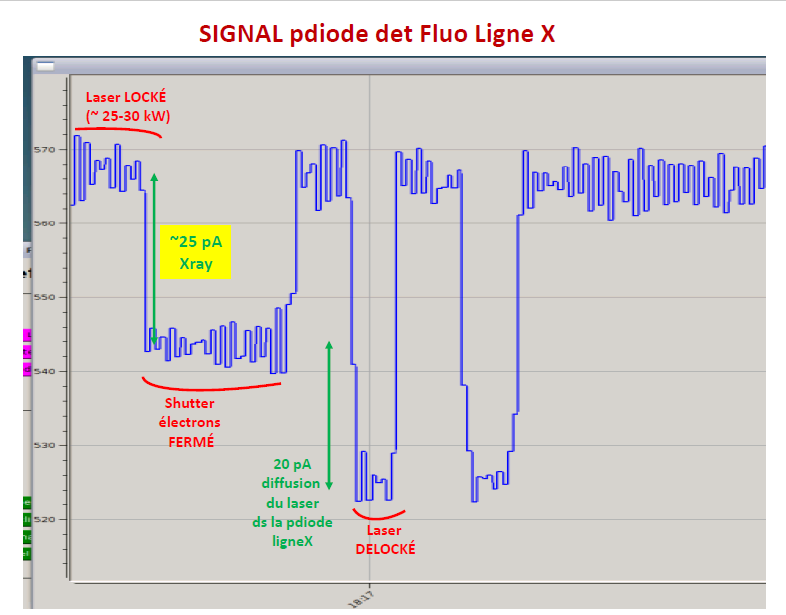 SIGNAL pdiode det Fluo Ligne X
Laser LOCKÉ
(~ 25-30 kW)
570
560
~25 pA
Xray
550
540
Shutter
électrons
FERMÉ
530
20 pA
diffusion
du laser
ds la pdiode
ligneX
520
Laser
DELOCKÉ
18:17